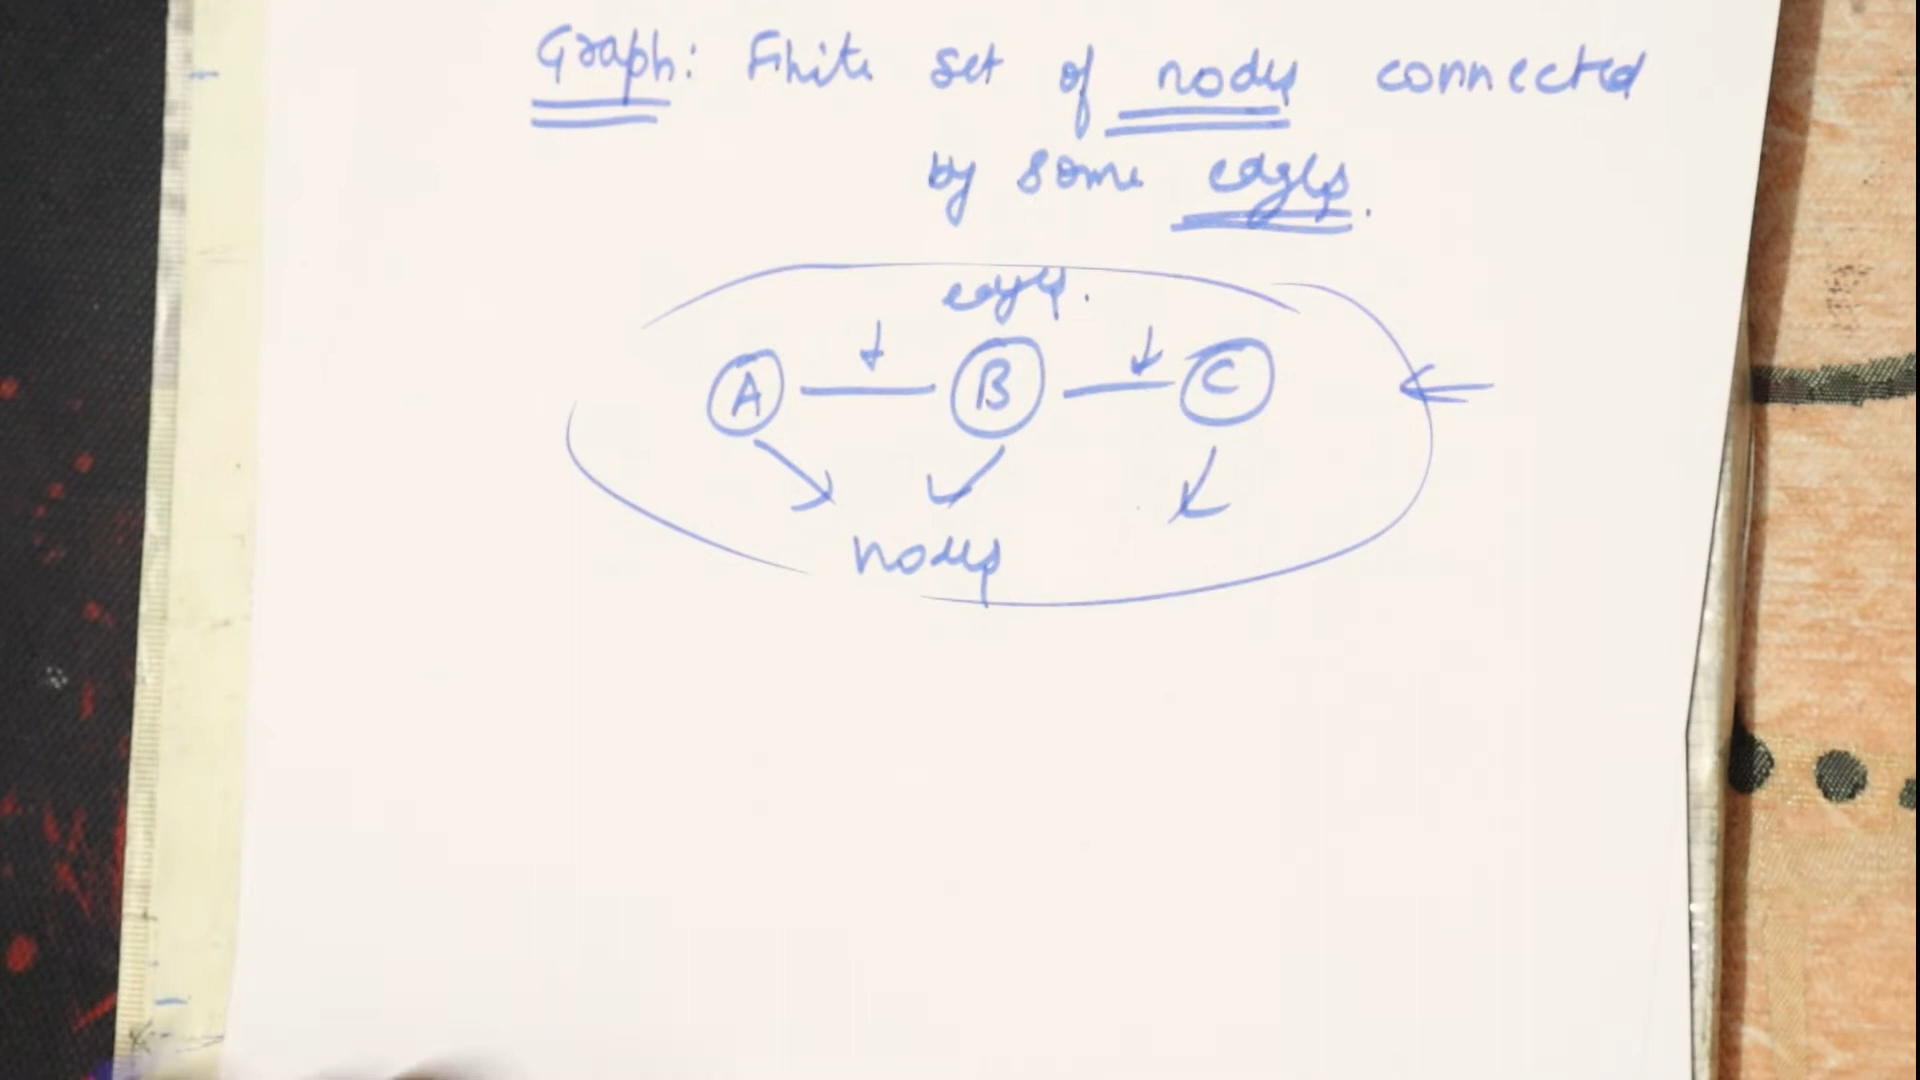 Graph: Finite set of nodes connected
by some edges.
edges.
A B C
nodes